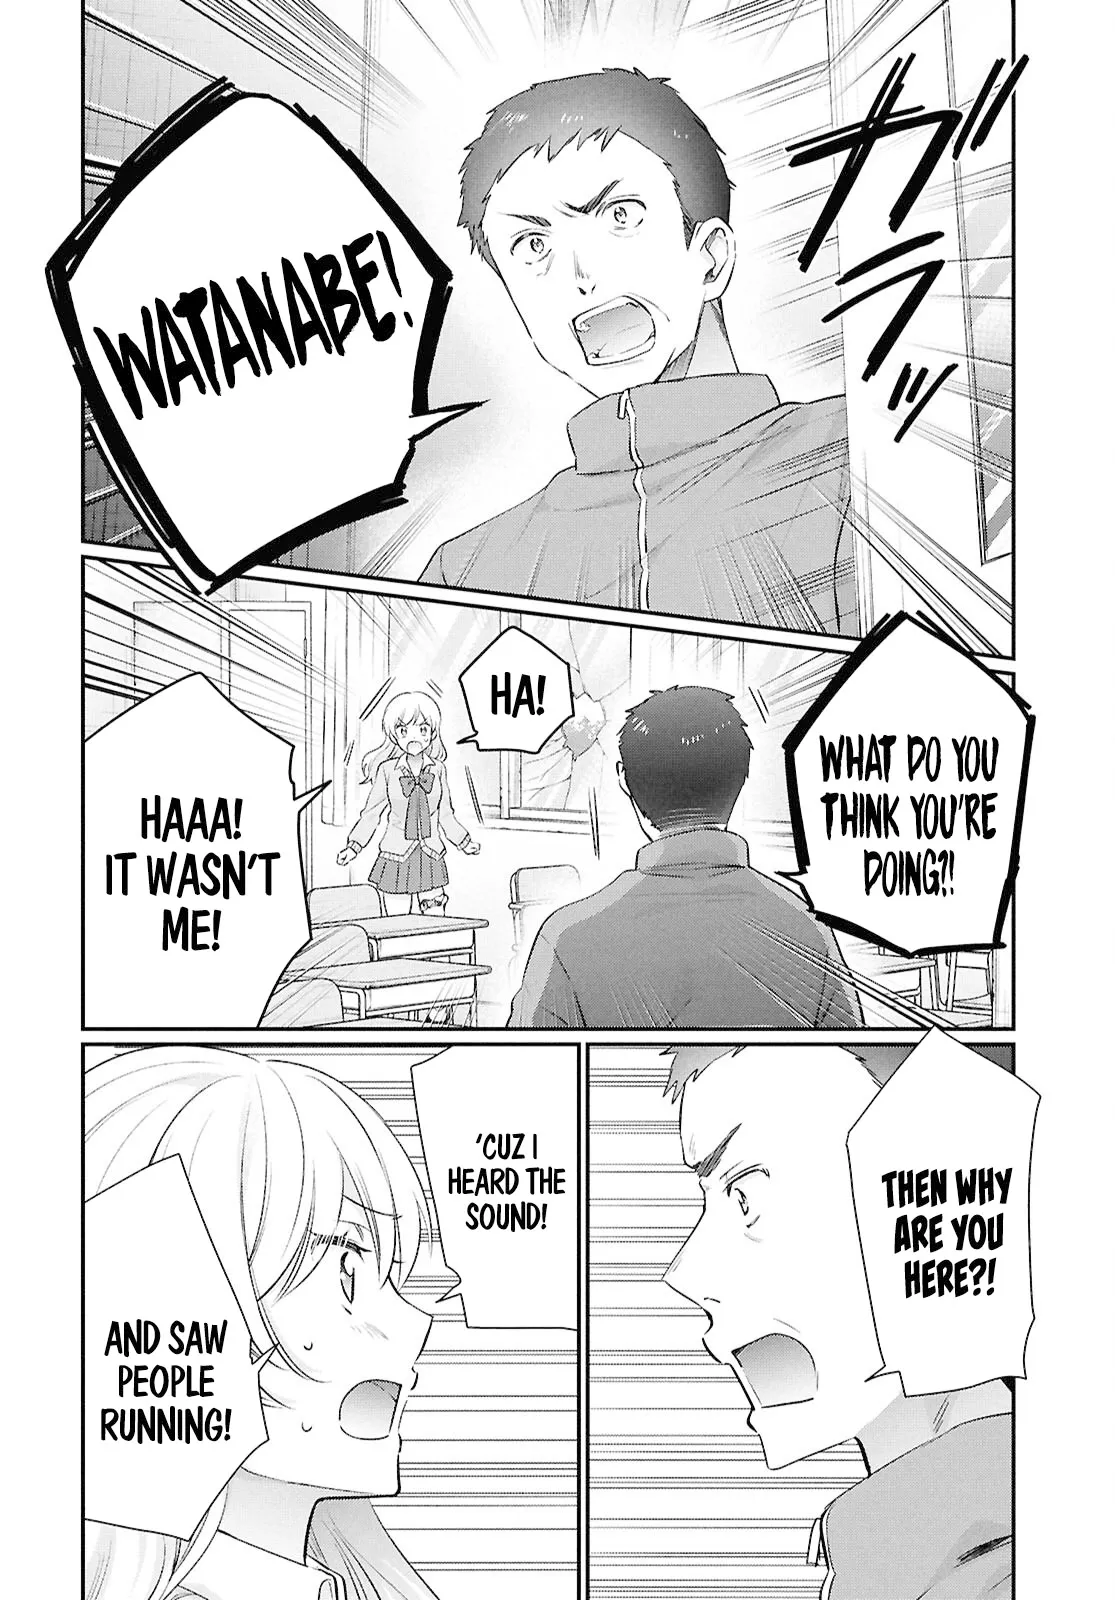 ガラッ
WATANABE!
WHAT DO YOU
THINK YOU'RE
DOING?!
HA!
HAAA!
IT WASN'T
ME!
THEN WHY
ARE YOU
HERE?!
'CUZ I
HEARD THE
SOUND!
AND SAW
PEOPLE
RUNNING!